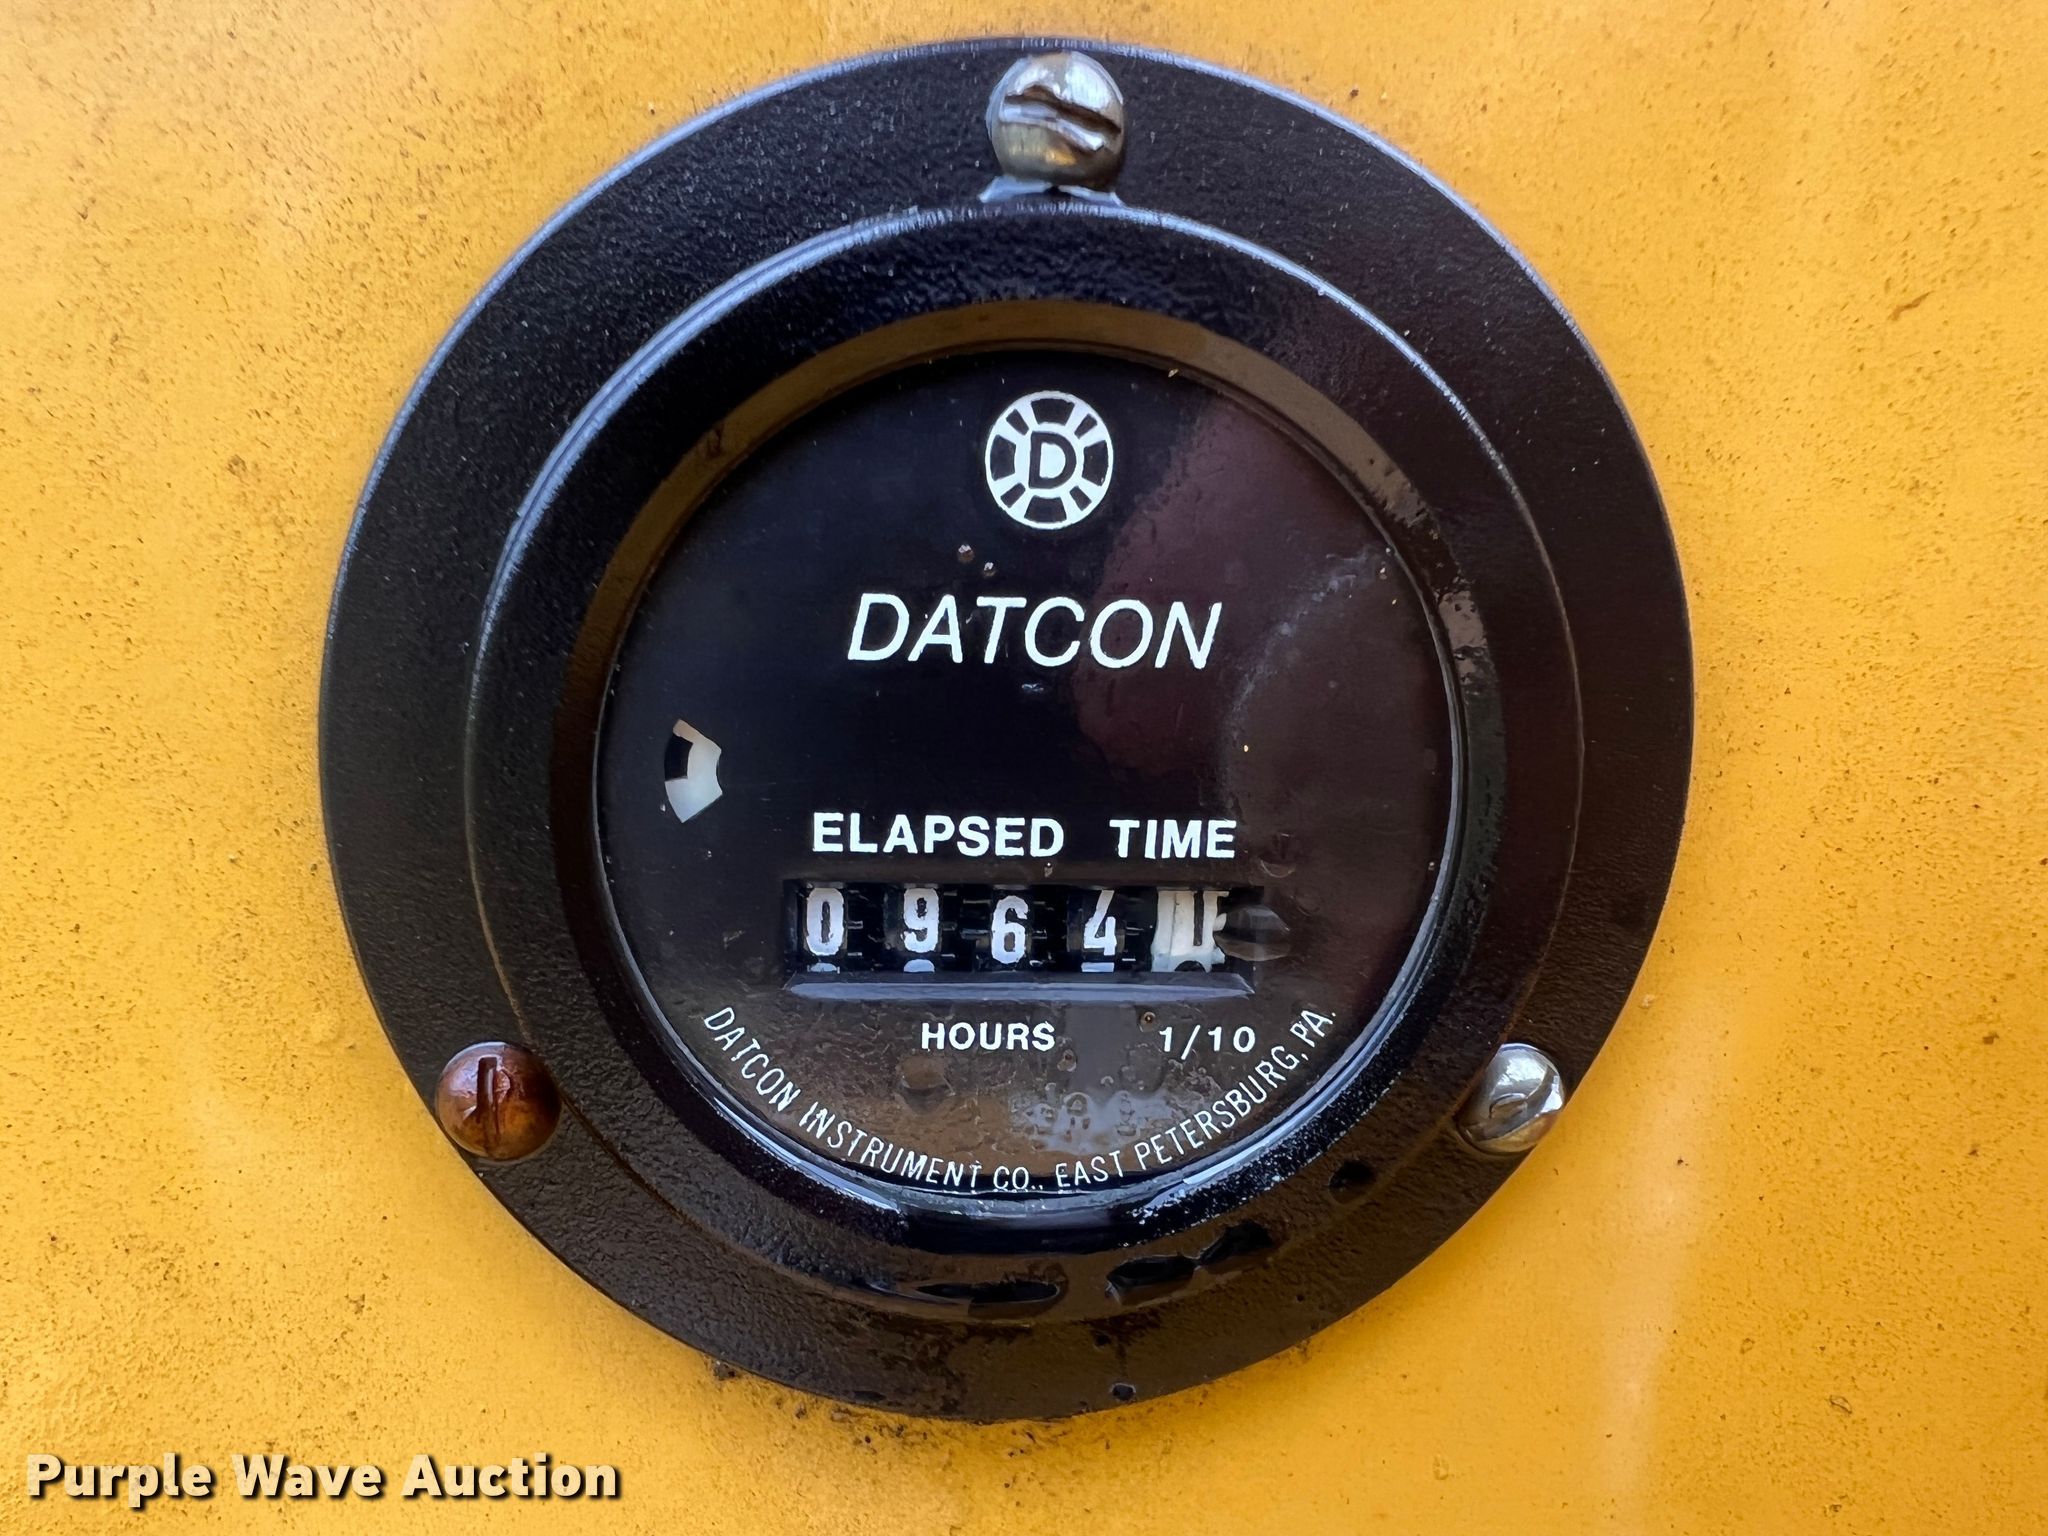 D
DATCON
ELAPSED TIME
0964
HOURS 1/10
DATCON INSTRUMENT CO., EAST PETERSBURG, PA.
Purple Wave Auction